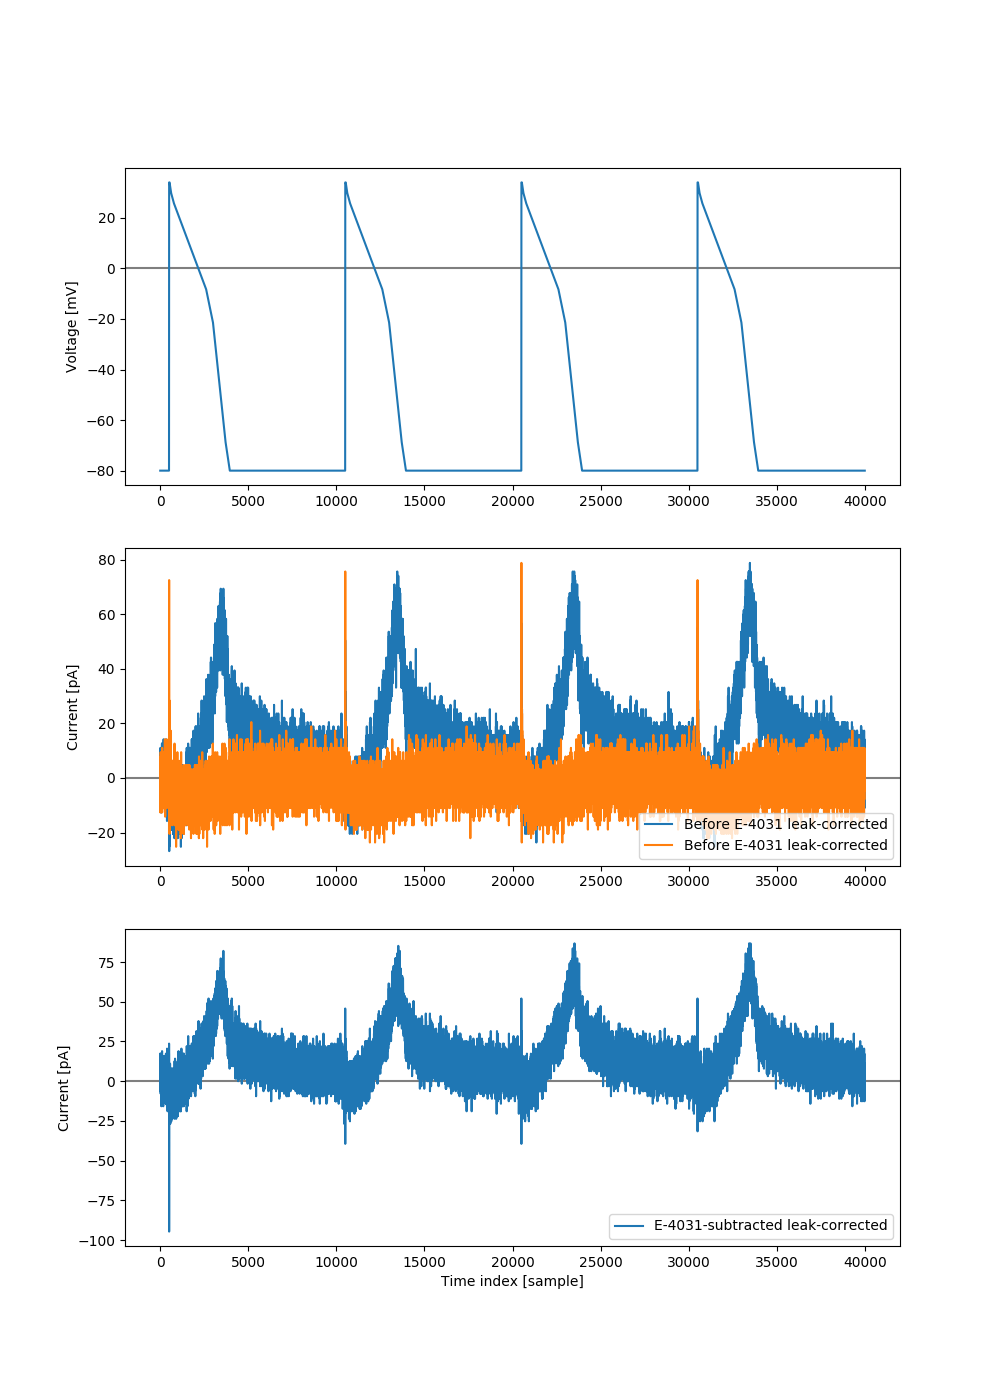 20
0
−20
−40
−60
−80
Voltage [mV]
0 5000 10000 15000 20000 25000 30000 35000 40000
80
60
40
20
0
−20
Current [pA]
Before E-4031 leak-corrected
Before E-4031 leak-corrected
0 5000 10000 15000 20000 25000 30000 35000 40000
75
50
25
0
−25
−50
−75
−100
Current [pA]
E-4031-subtracted leak-corrected
0 5000 10000 15000 20000 25000 30000 35000 40000
Time index [sample]